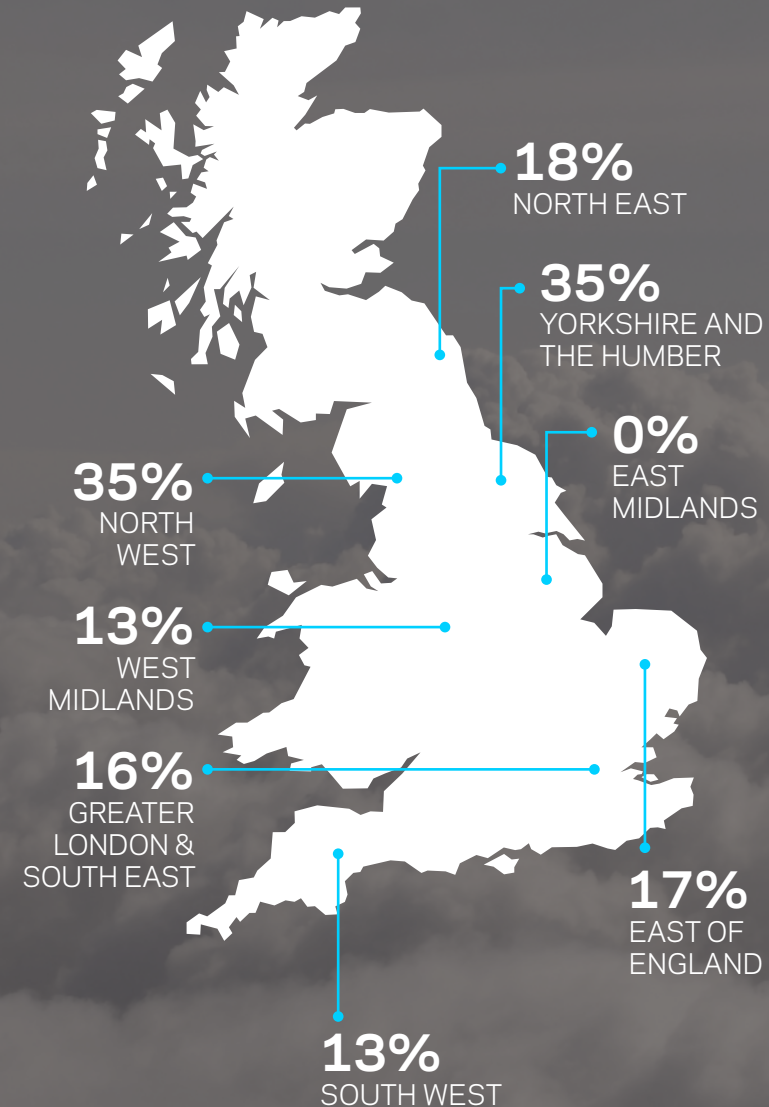 18%
NORTH EAST
35%
YORKSHIRE AND
THE HUMBER
0%
EAST
MIDLANDS
35%
NORTH
WEST
13%
WEST
MIDLANDS
16%
GREATER
LONDON &
SOUTH EAST
17%
EAST OF
ENGLAND
13%
SOUTH WEST